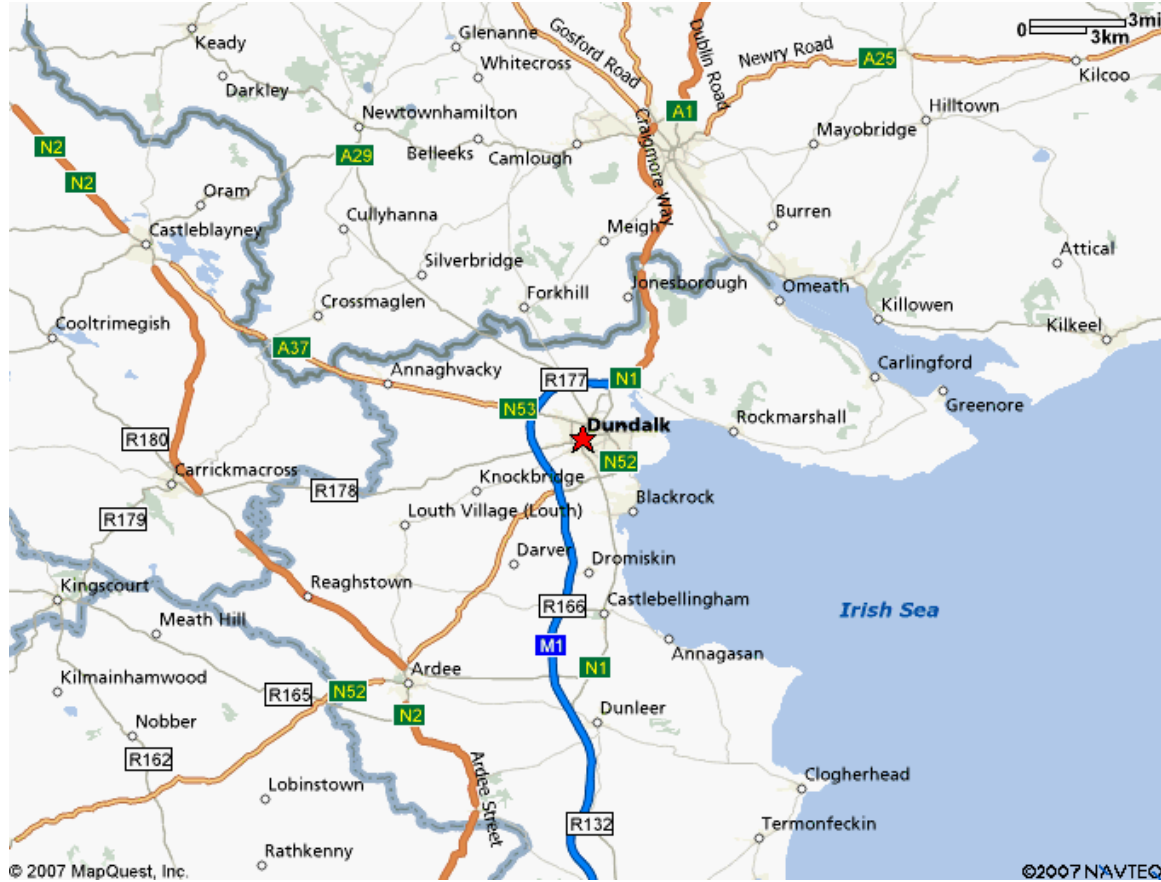 Glenanne
3mi
0
3km
Keady
Gosford Road
Dublin Road
Newry Road
A25
Kilcoo
Whitecross
Darkley
Newtownhamilton
A1
Hilltown
N2
A29
Belleeks
Camlough
Craigmore Way
Mayobridge
N2
Oram
Cullyhanna
Burren
Castleblayney
Meigh
Attical
Silverbridge
Jonesborough
Omeath
Crossmaglen
Forkhill
Killowen
Cooltrimegish
Kilkeel
A37
Annaghvacky
R177
N1
Carlingford
Greenore
N53
Dundalk
Rockmarshall
R180
Carrickmacross
N52
Knockbridge
R178
Blackrock
R179
Louth Village (Louth)
Darver
Dromiskin
Kingscourt
Reaghstown
R166
Castlebellingham
Irish Sea
Meath Hill
M1
Annagasan
Ardee
N1
Kilmainhamwood
R165
N52
Nobber
N2
Dunleer
R162
Ardee Street
Clogherhead
Lobinstown
R132
Termonfeckin
Rathkenny
© 2007 MapQuest, Inc.
©2007 NAVTEQ